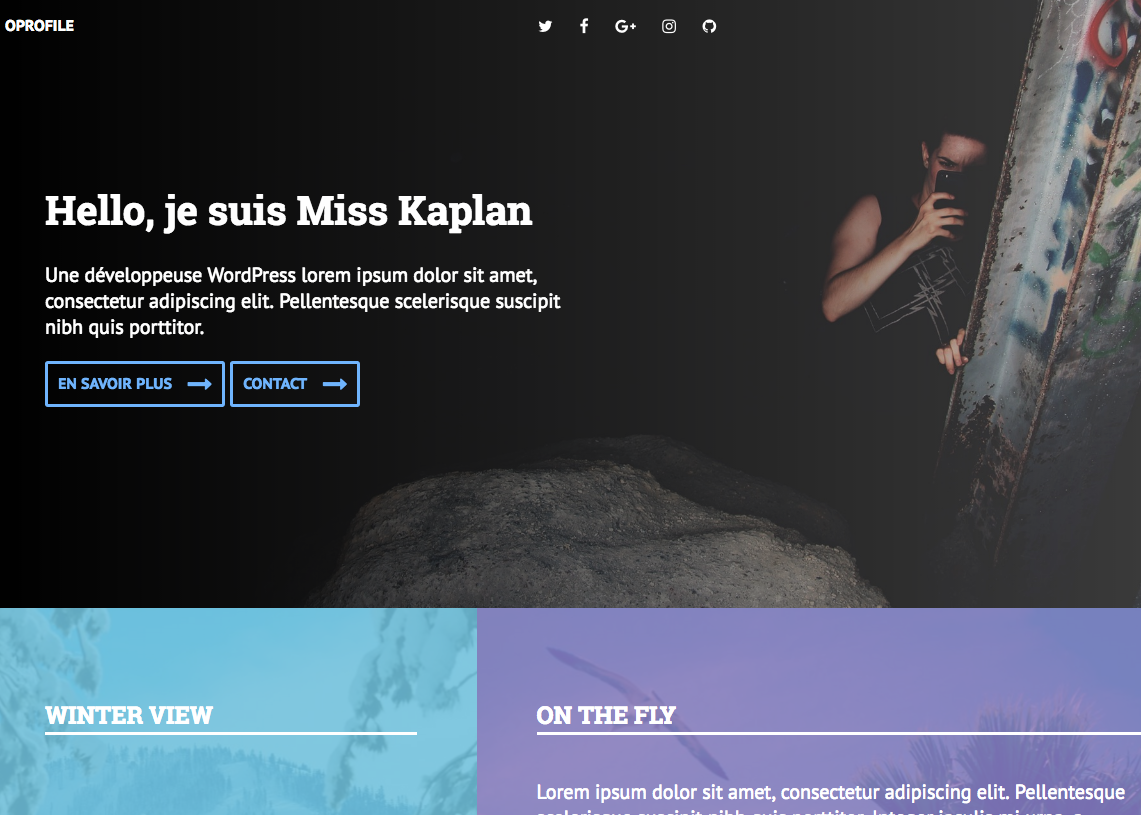 OPROFILE
Hello, je suis Miss Kaplan
Une développeuse WordPress lorem ipsum dolor sit amet,
consectetur adipiscing elit. Pellentesque scelerisque suscipit
nibh quis porttitor.
EN SAVOIR PLUS
CONTACT
WINTER VIEW
ON THE FLY
Lorem ipsum dolor sit amet, consectetur adipiscing elit. Pellentesque